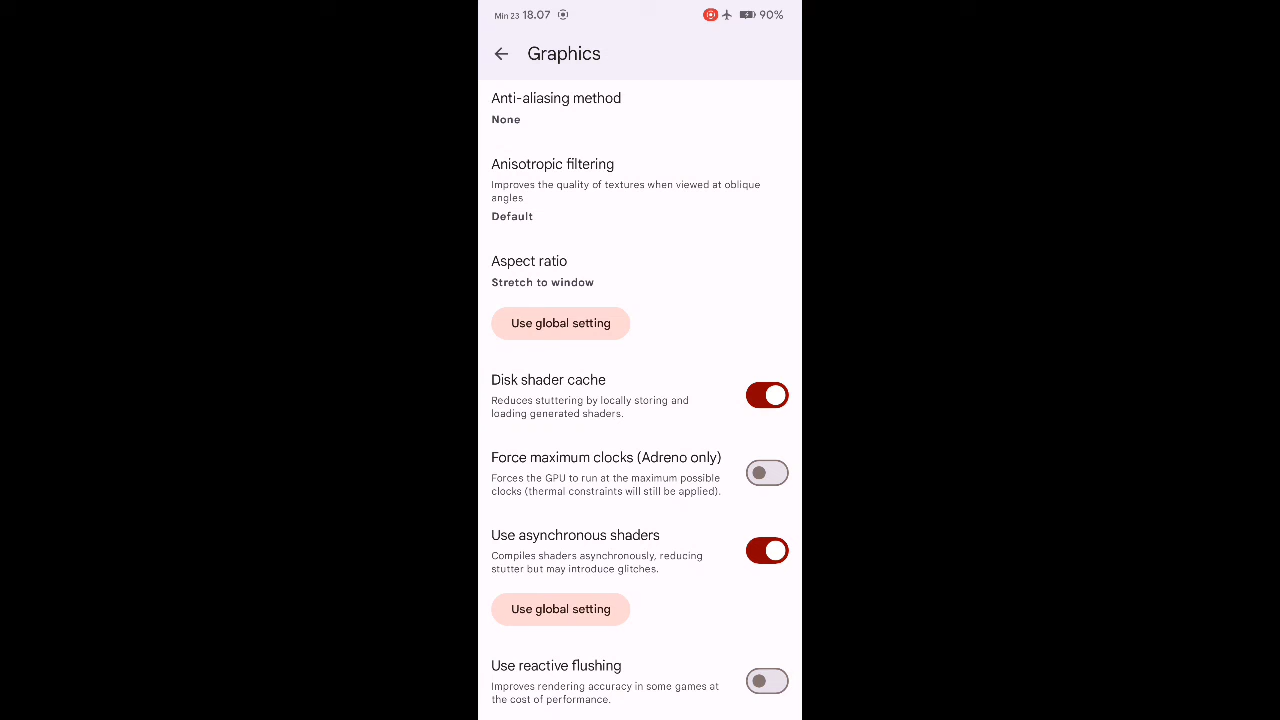 Min 23 18.07 90%
Graphics
Anti-aliasing method
None
Anisotropic filtering
Improves the quality of textures when viewed at oblique
angles
Default
Aspect ratio
Stretch to window
Use global setting
Disk shader cache
Reduces stuttering by locally storing and
loading generated shaders.
Force maximum clocks (Adreno only)
Forces the GPU to run at the maximum possible
clocks (thermal constraints will still be applied).
Use asynchronous shaders
Compiles shaders asynchronously, reducing
stutter but may introduce glitches.
Use global setting
Use reactive flushing
Improves rendering accuracy in some games at
the cost of performance.